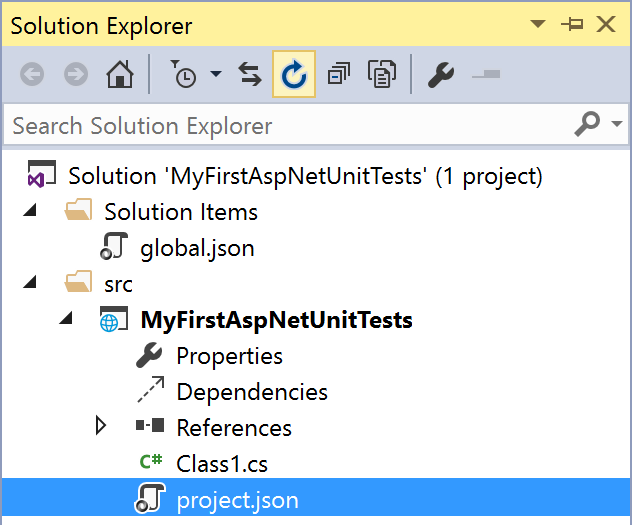 Solution Explorer
Search Solution Explorer
Solution 'MyFirstAspNetUnitTests' (1 project)
Solution Items
global.json
src
MyFirstAspNetUnitTests
Properties
Dependencies
References
C# Class1.cs
project.json